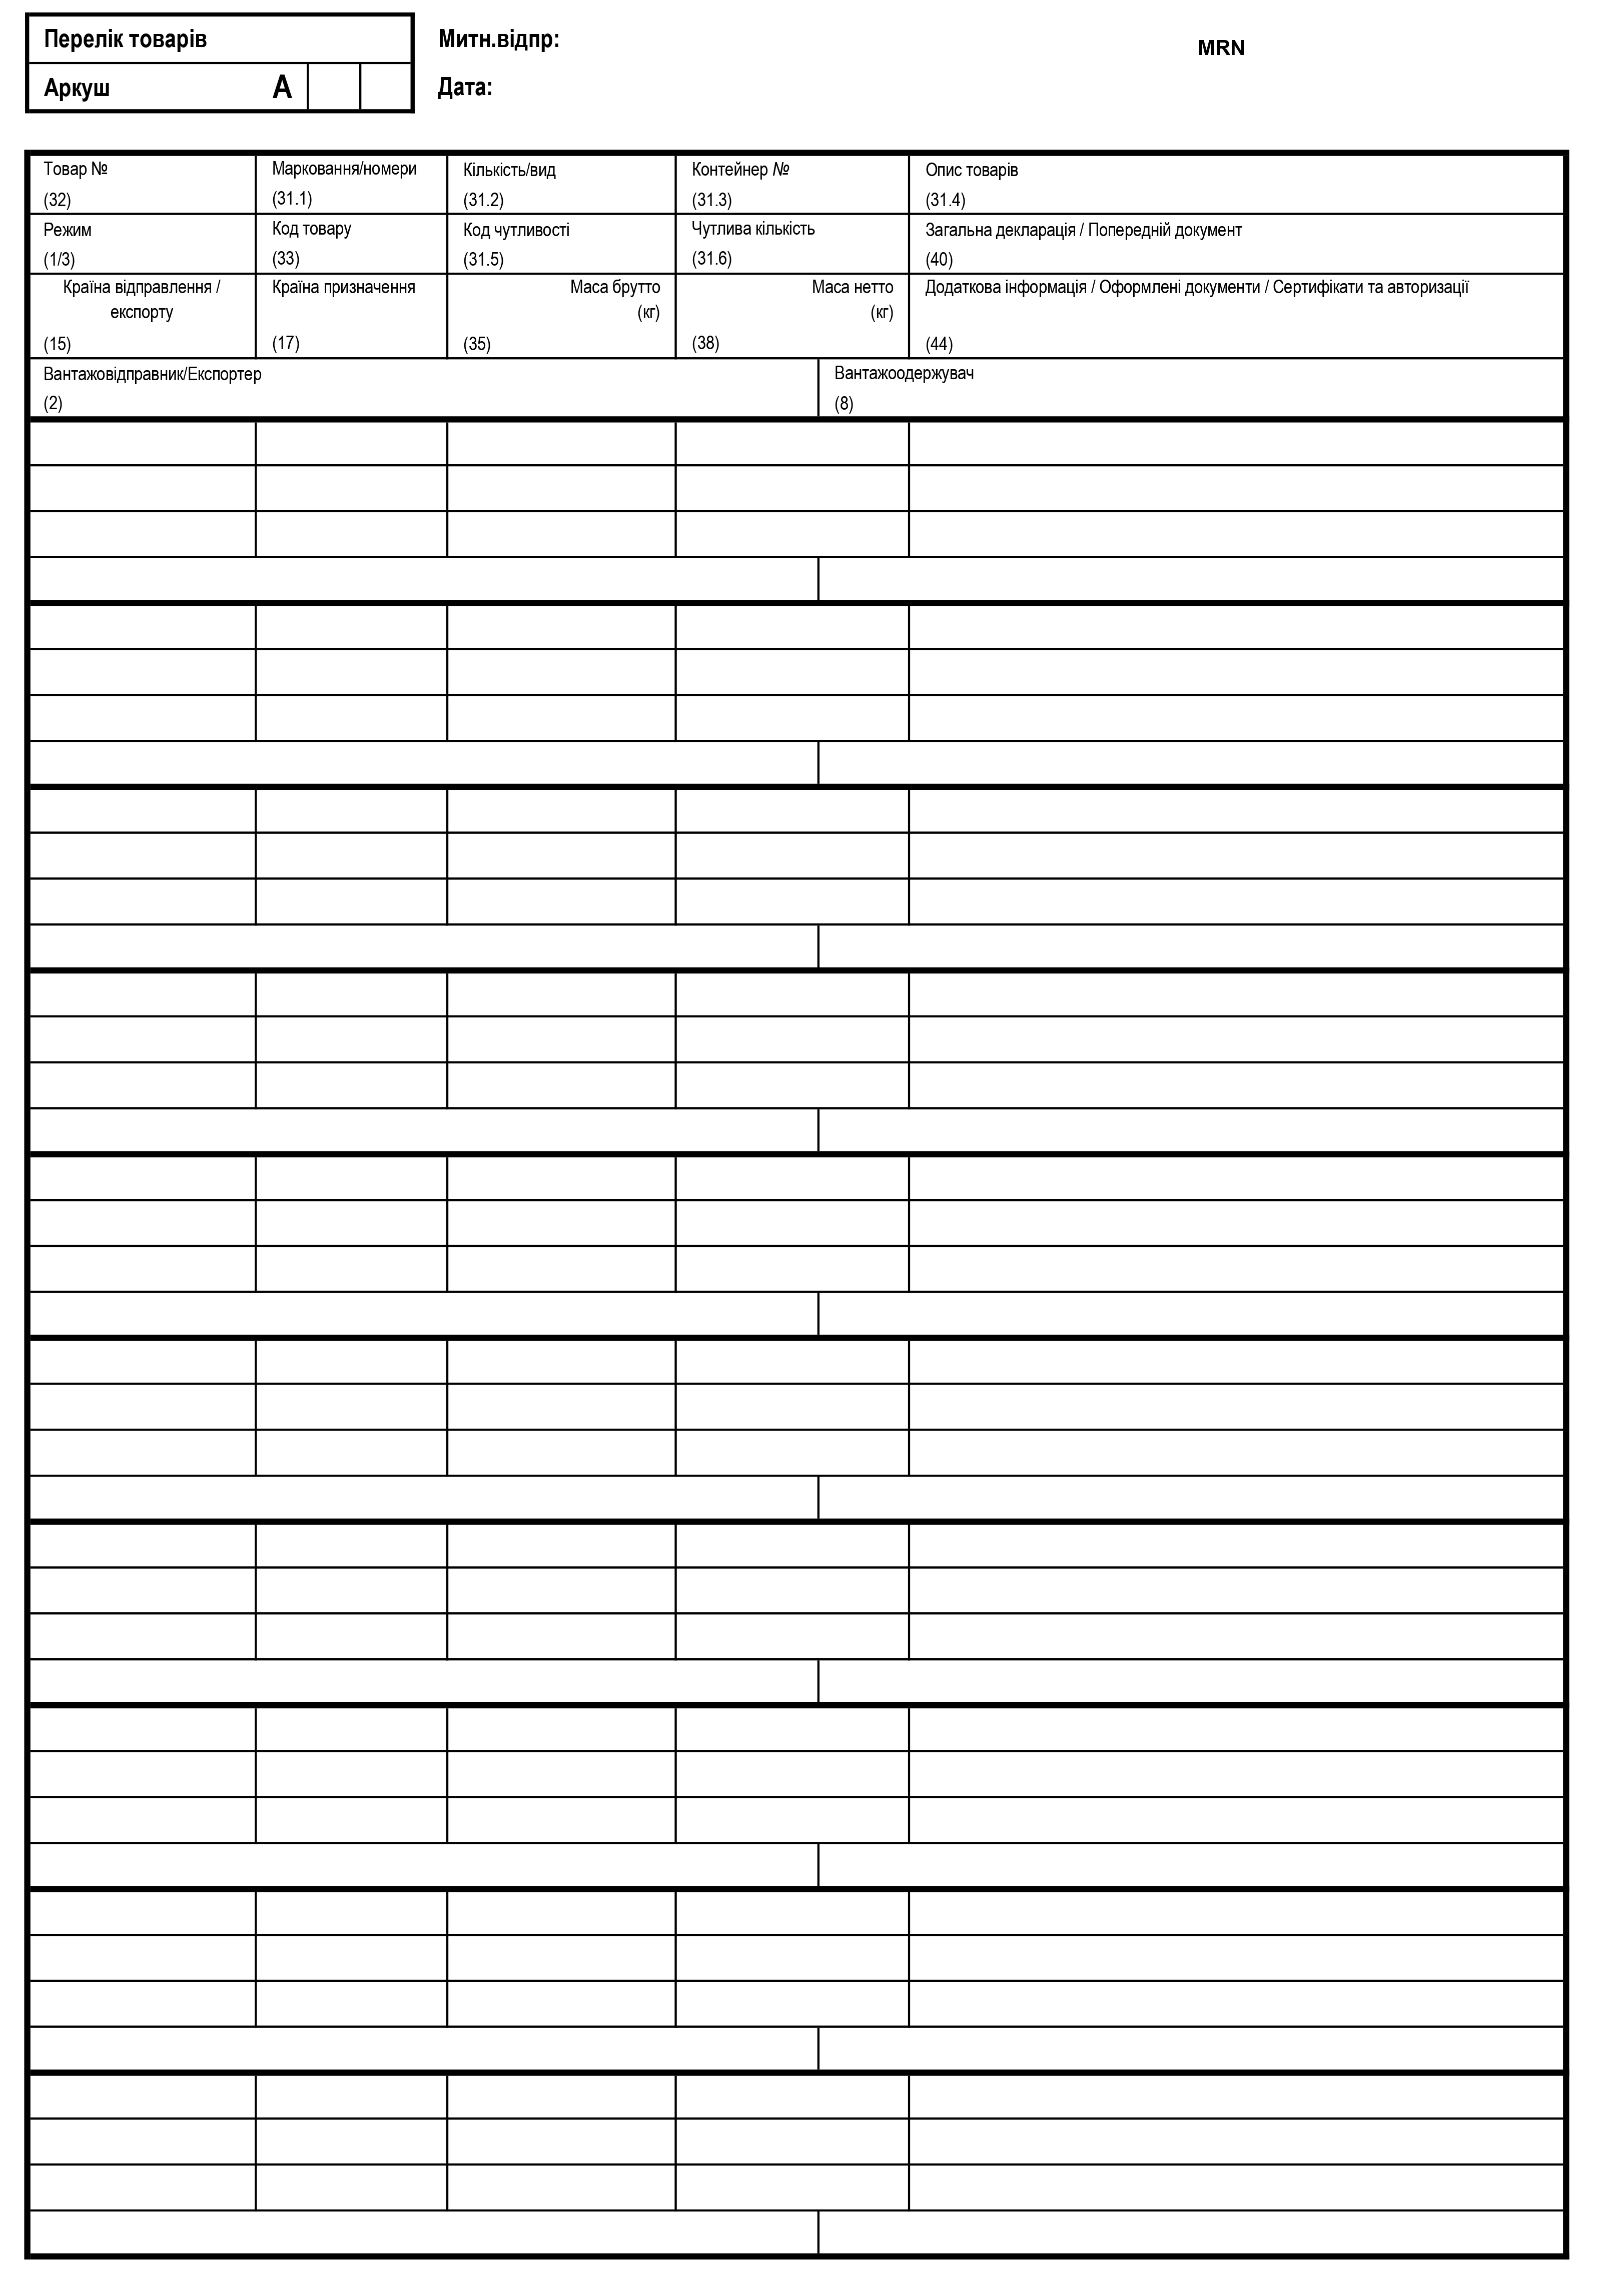 Перелік товарів
Аркуш A
Митн.відпр:
Дата:
MRN
Товар №
(32)
Марковання/номери
(31.1)
Кількість/вид
(31.2)
Контейнер №
(31.3)
Опис товарів
(31.4)
Режим
(1/3)
Код товару
(33)
Код чутливості
(31.5)
Чутлива кількість
(31.6)
Загальна декларація / Попередній документ
(40)
Країна відправлення /
експорту
(15)
Країна призначення
(17)
Маса брутто
(кг)
(35)
Маса нетто
(кг)
(38)
Додаткова інформація / Оформлені документи / Сертифікати та авторизації
(44)
Вантажовідправник/Експортер
(2)
Вантажоодержувач
(8)